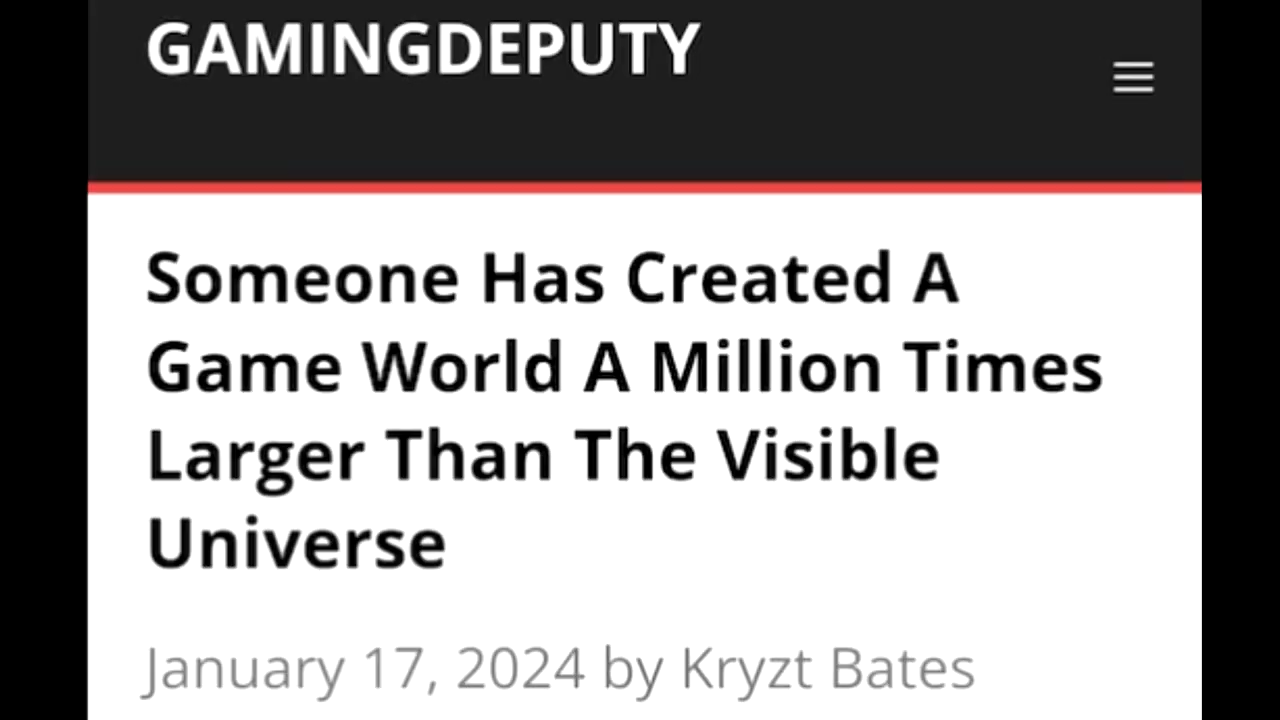 GAMINGDEPUTY
Someone Has Created A
Game World A Million Times
Larger Than The Visible
Universe
January 17, 2024 by Kryzt Bates